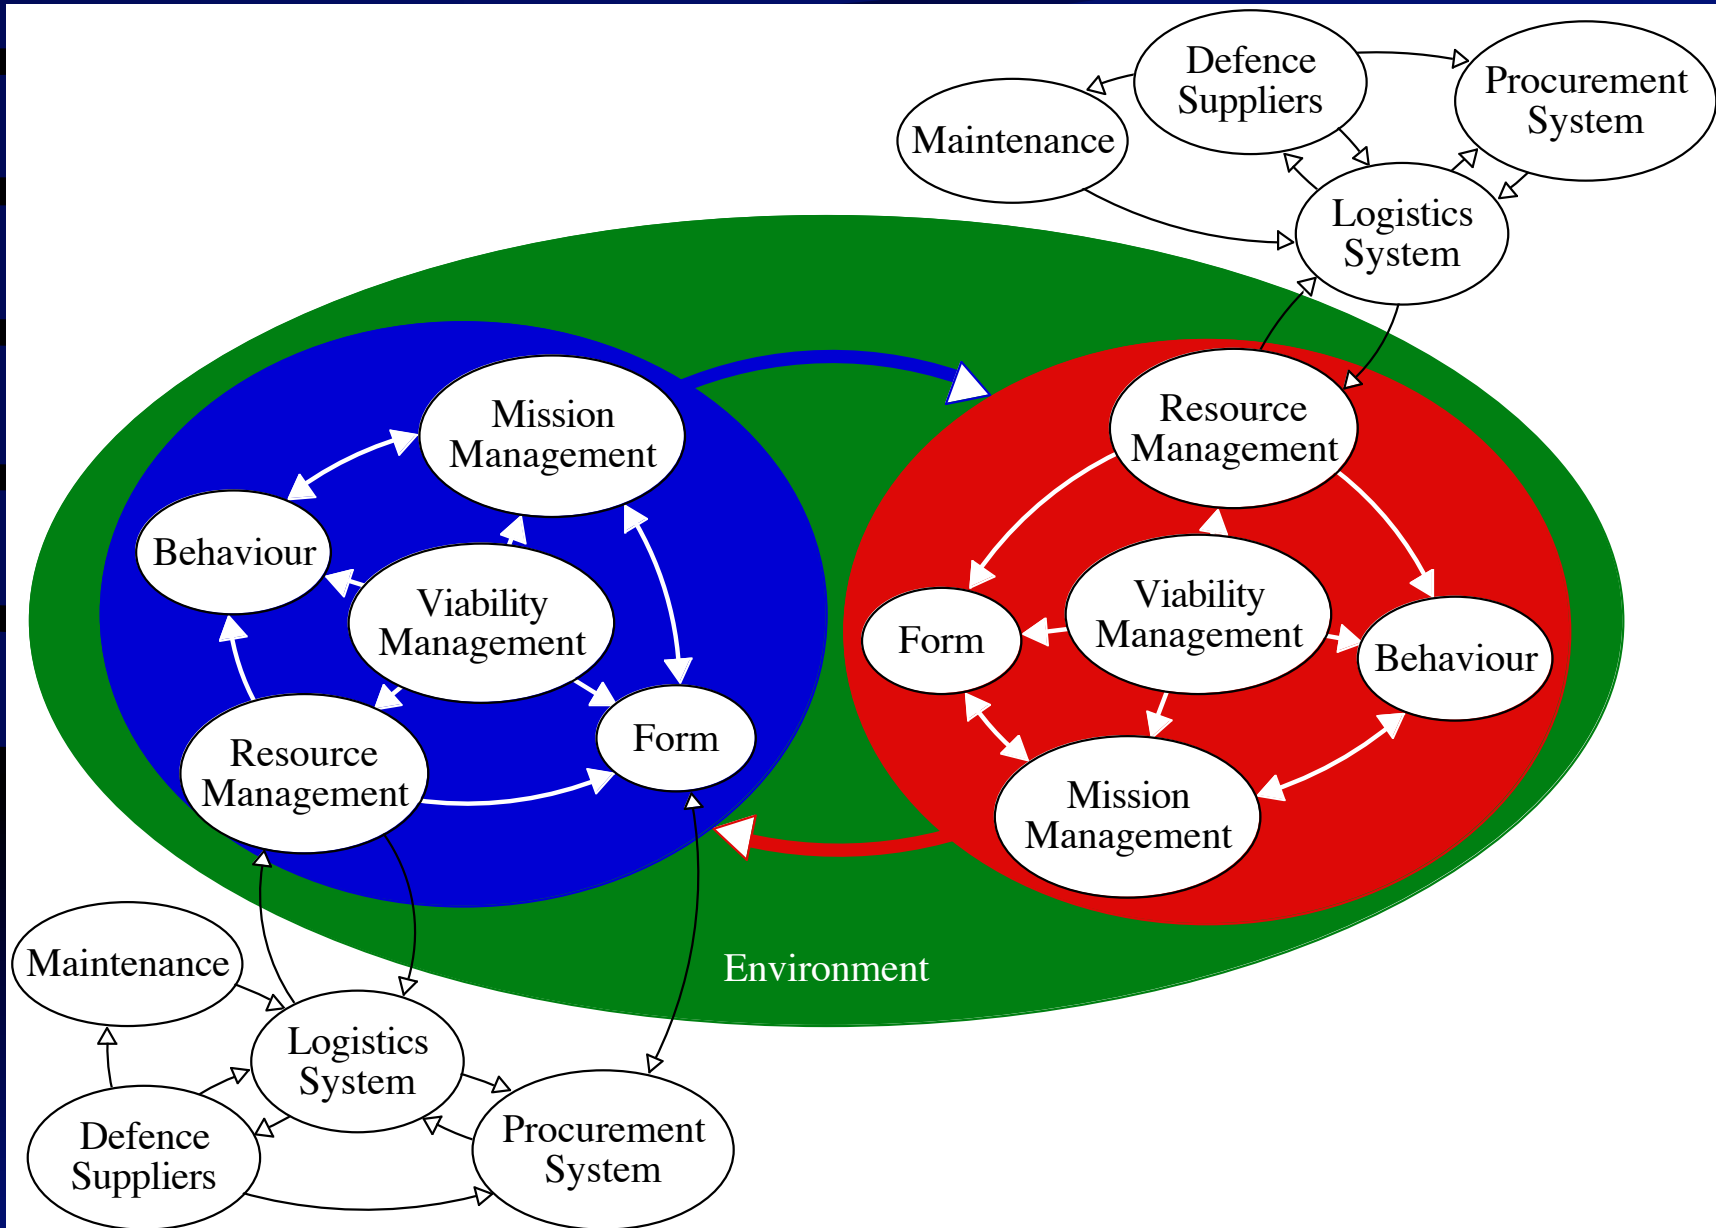 Defence
Suppliers
Procurement
System
Maintenance
Logistics
System
Mission
Management
Resource
Management
Behaviour
Viability
Management
Viability
Management
Form
Behaviour
Form
Resource
Management
Mission
Management
Environment
Maintenance
Logistics
System
Defence
Suppliers
Procurement
System